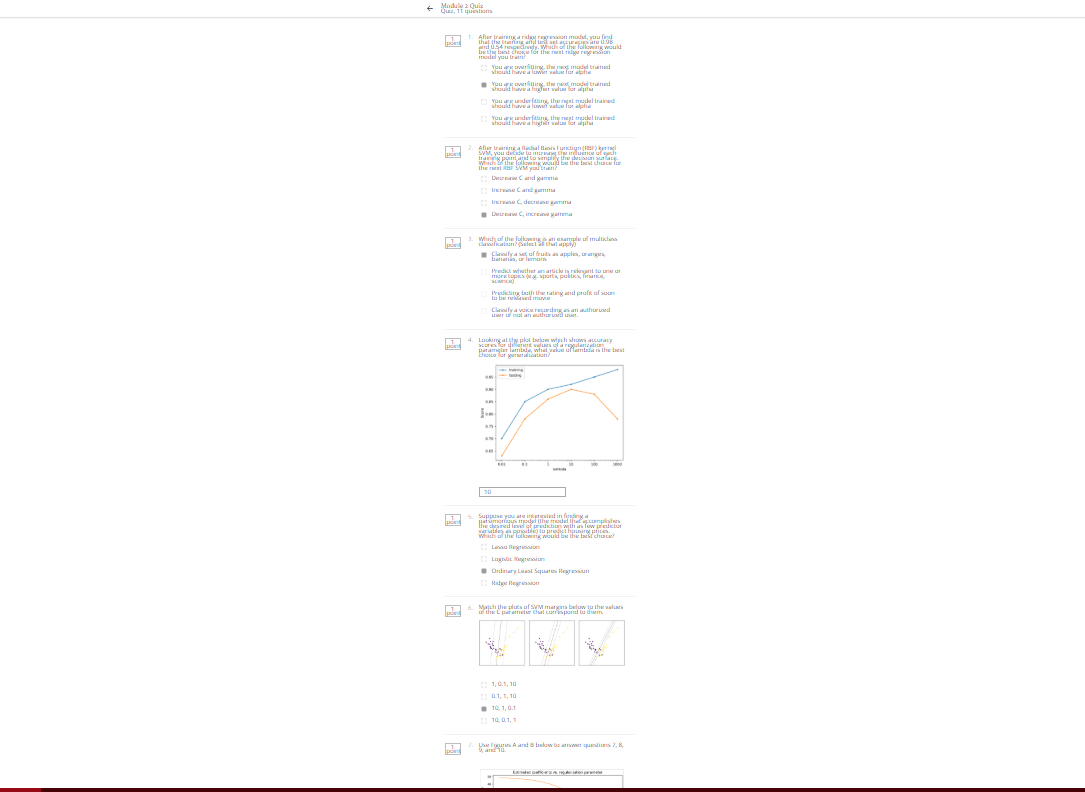 Module 2 Quiz
Quiz, 11 questions
1
point
1.
After training a ridge regression model, you find
that the training and test set accuracies are 0.98
and 0.54 respectively. Which of the following would
be the best choice for the next ridge regression
model you train?
You are overfitting, the next model trained
should have a lower value for alpha
You are overfitting, the next model trained
should have a higher value for alpha
You are underfitting, the next model trained
should have a lower value for alpha
You are underfitting, the next model trained
should have a higher value for alpha
1
point
2.
After training a Radial Basis Function (RBF) kernel
SVM, you decide to increase the influence of each
training point and to simplify the decision surface.
Which of the following would be the best choice for
the next RBF SVM you train?
Decrease C and gamma
Increase C and gamma
Increase C, decrease gamma
Decrease C, increase gamma
1
point
3.
Which of the following is an example of multiclass
classification? (Select all that apply)
Classify a set of fruits as apples, oranges,
bananas, or lemons
Predict whether an article is relevant to one or
more topics (e.g. sports, politics, finance,
science)
Predicting both the rating and profit of soon
to be released movie
Classify a voice recording as an authorized
user or not an authorized user.
1
point
4.
Looking at the plot below which shows accuracy
scores for different values of a regularization
parameter lambda, what value of lambda is the best
choice for generalization?
training
testing
0.95
0.90
0.85
0.80
0.75
0.70
0.65
Score
0.01 0.1 1 10 100 1000
lambda
10
1
point
5.
Suppose you are interested in finding a
parsimonious model (the model that accomplishes
the desired level of prediction with as few predictor
variables as possible) to predict housing prices.
Which of the following would be the best choice?
Lasso Regression
Logistic Regression
Ordinary Least Squares Regression
Ridge Regression
1
point
6.
Match the plots of SVM margins below to the values
of the C parameter that correspond to them.
1, 0.1, 10
0.1, 1, 10
10, 1, 0.1
10, 0.1, 1
1
point
7.
Use Figures A and B below to answer questions 7, 8,
9, and 10.
Estimated coefficients vs. regularization parameter